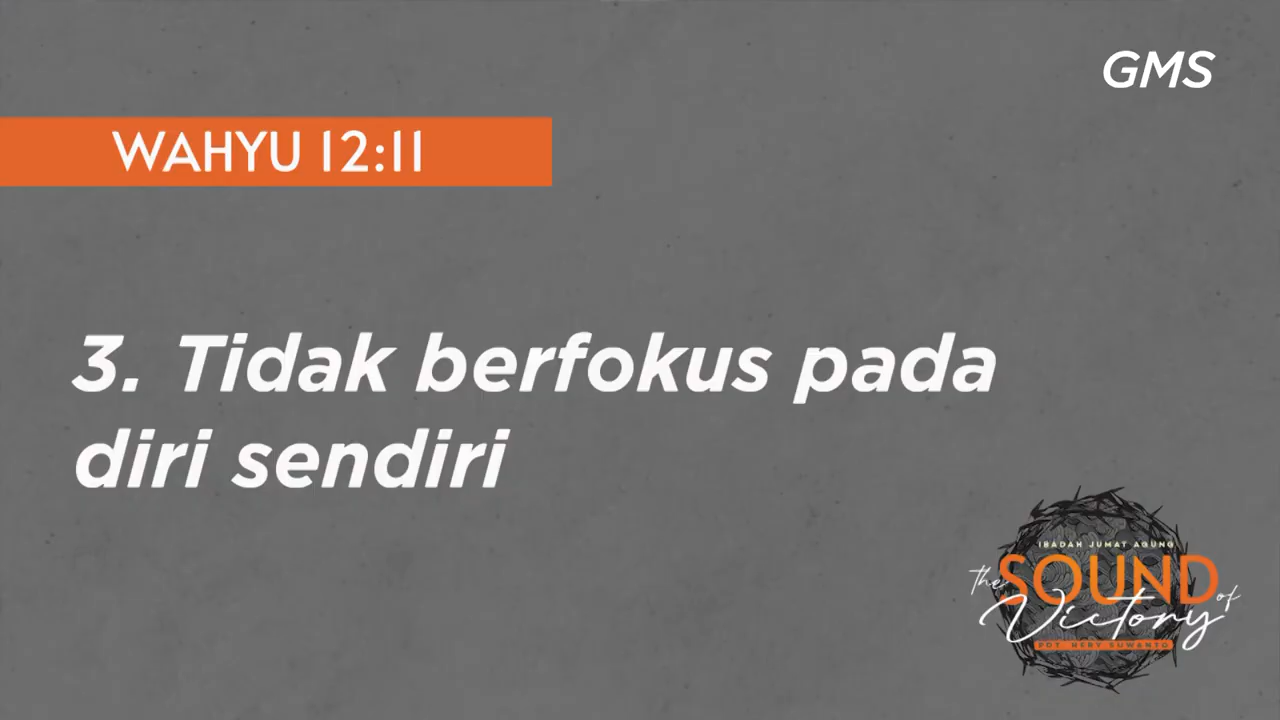 GMS
WAHYU 12:11
3. Tidak berfokus pada
diri sendiri
IBADAH JUMAT AGUNG
the SOUND of
Victory
PDT. HERY SUWANTO